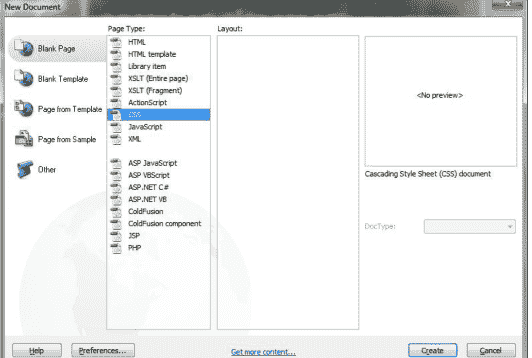 New Document
Page Type:
Layout:
Blank Page
Blank Template
Page from Template
Page from Sample
Other
HTML
HTML template
Library item
XSLT (Entire page)
XSLT (Fragment)
ActionScript
CSS
JavaScript
XML
ASP JavaScript
ASP VBScript
ASP.NET C#
ASP.NET VB
ColdFusion
ColdFusion component
JSP
PHP
<No preview>
Cascading Style Sheet (CSS) document
DocType:
Help
Preferences...
Get more content...
Create
Cancel